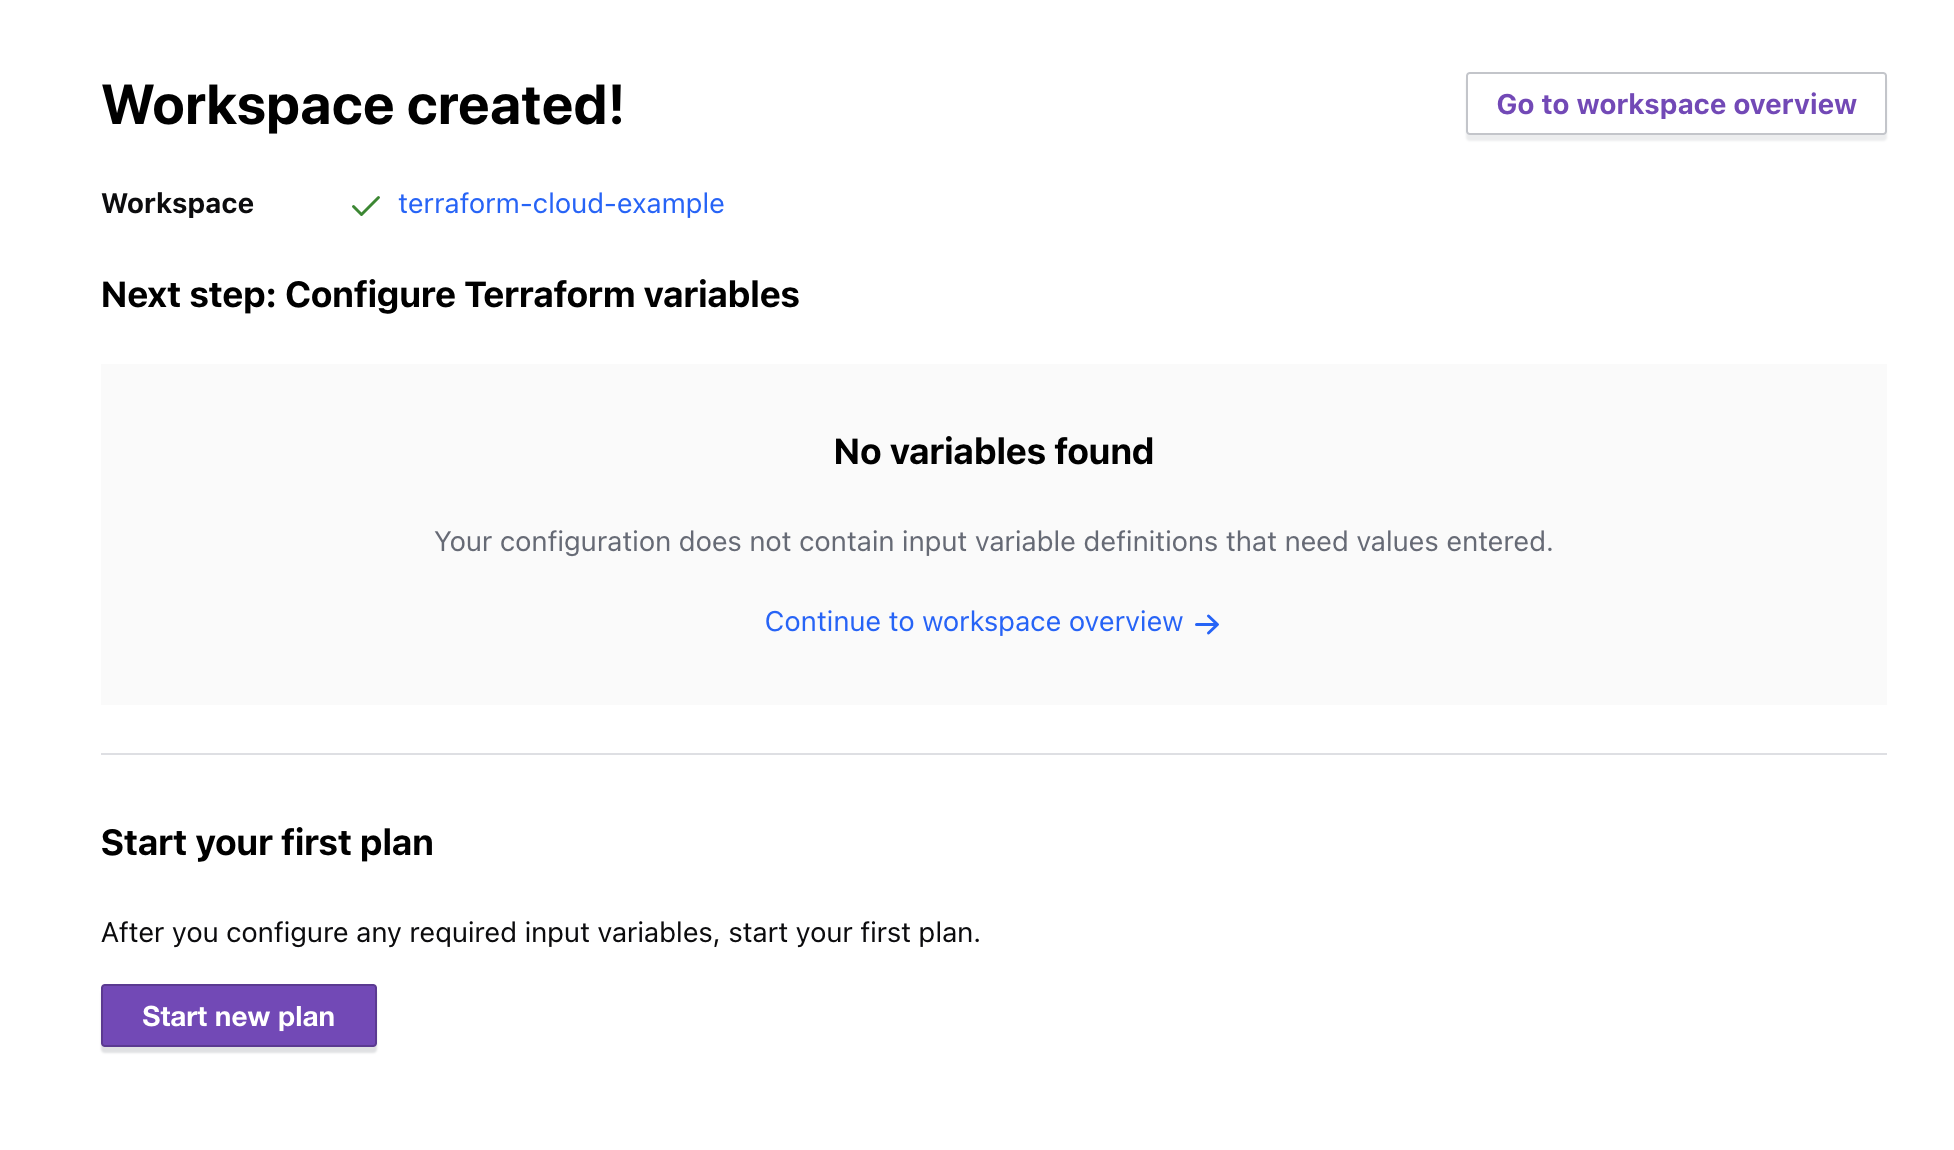 Workspace created!
Go to workspace overview
Workspace
terraform-cloud-example
Next step: Configure Terraform variables
No variables found
Your configuration does not contain input variable definitions that need values entered.
Continue to workspace overview →
Start your first plan
After you configure any required input variables, start your first plan.
Start new plan